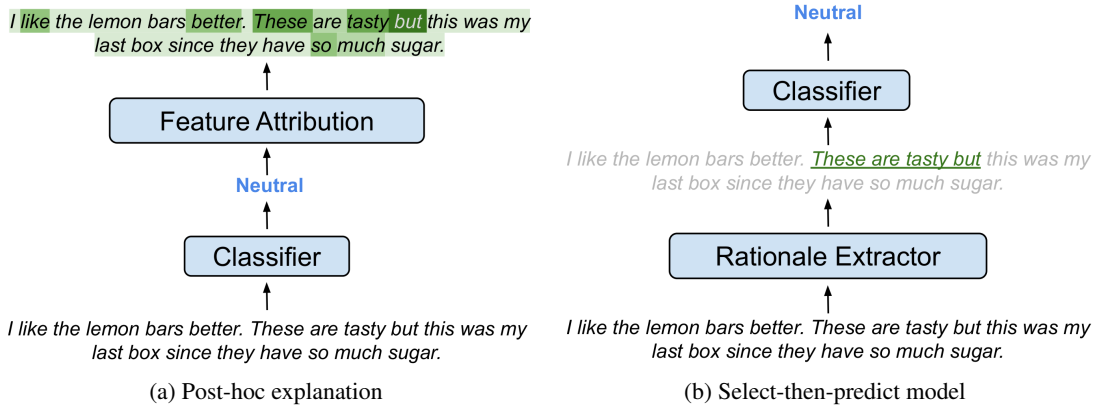 I like the lemon bars better. These are tasty but this was my
last box since they have so much sugar.
Feature Attribution
Neutral
Classifier
I like the lemon bars better. These are tasty but this was my
last box since they have so much sugar.
(a) Post-hoc explanation
Neutral
Classifier
I like the lemon bars better. These are tasty but this was my
last box since they have so much sugar.
Rationale Extractor
I like the lemon bars better. These are tasty but this was my
last box since they have so much sugar.
(b) Select-then-predict model